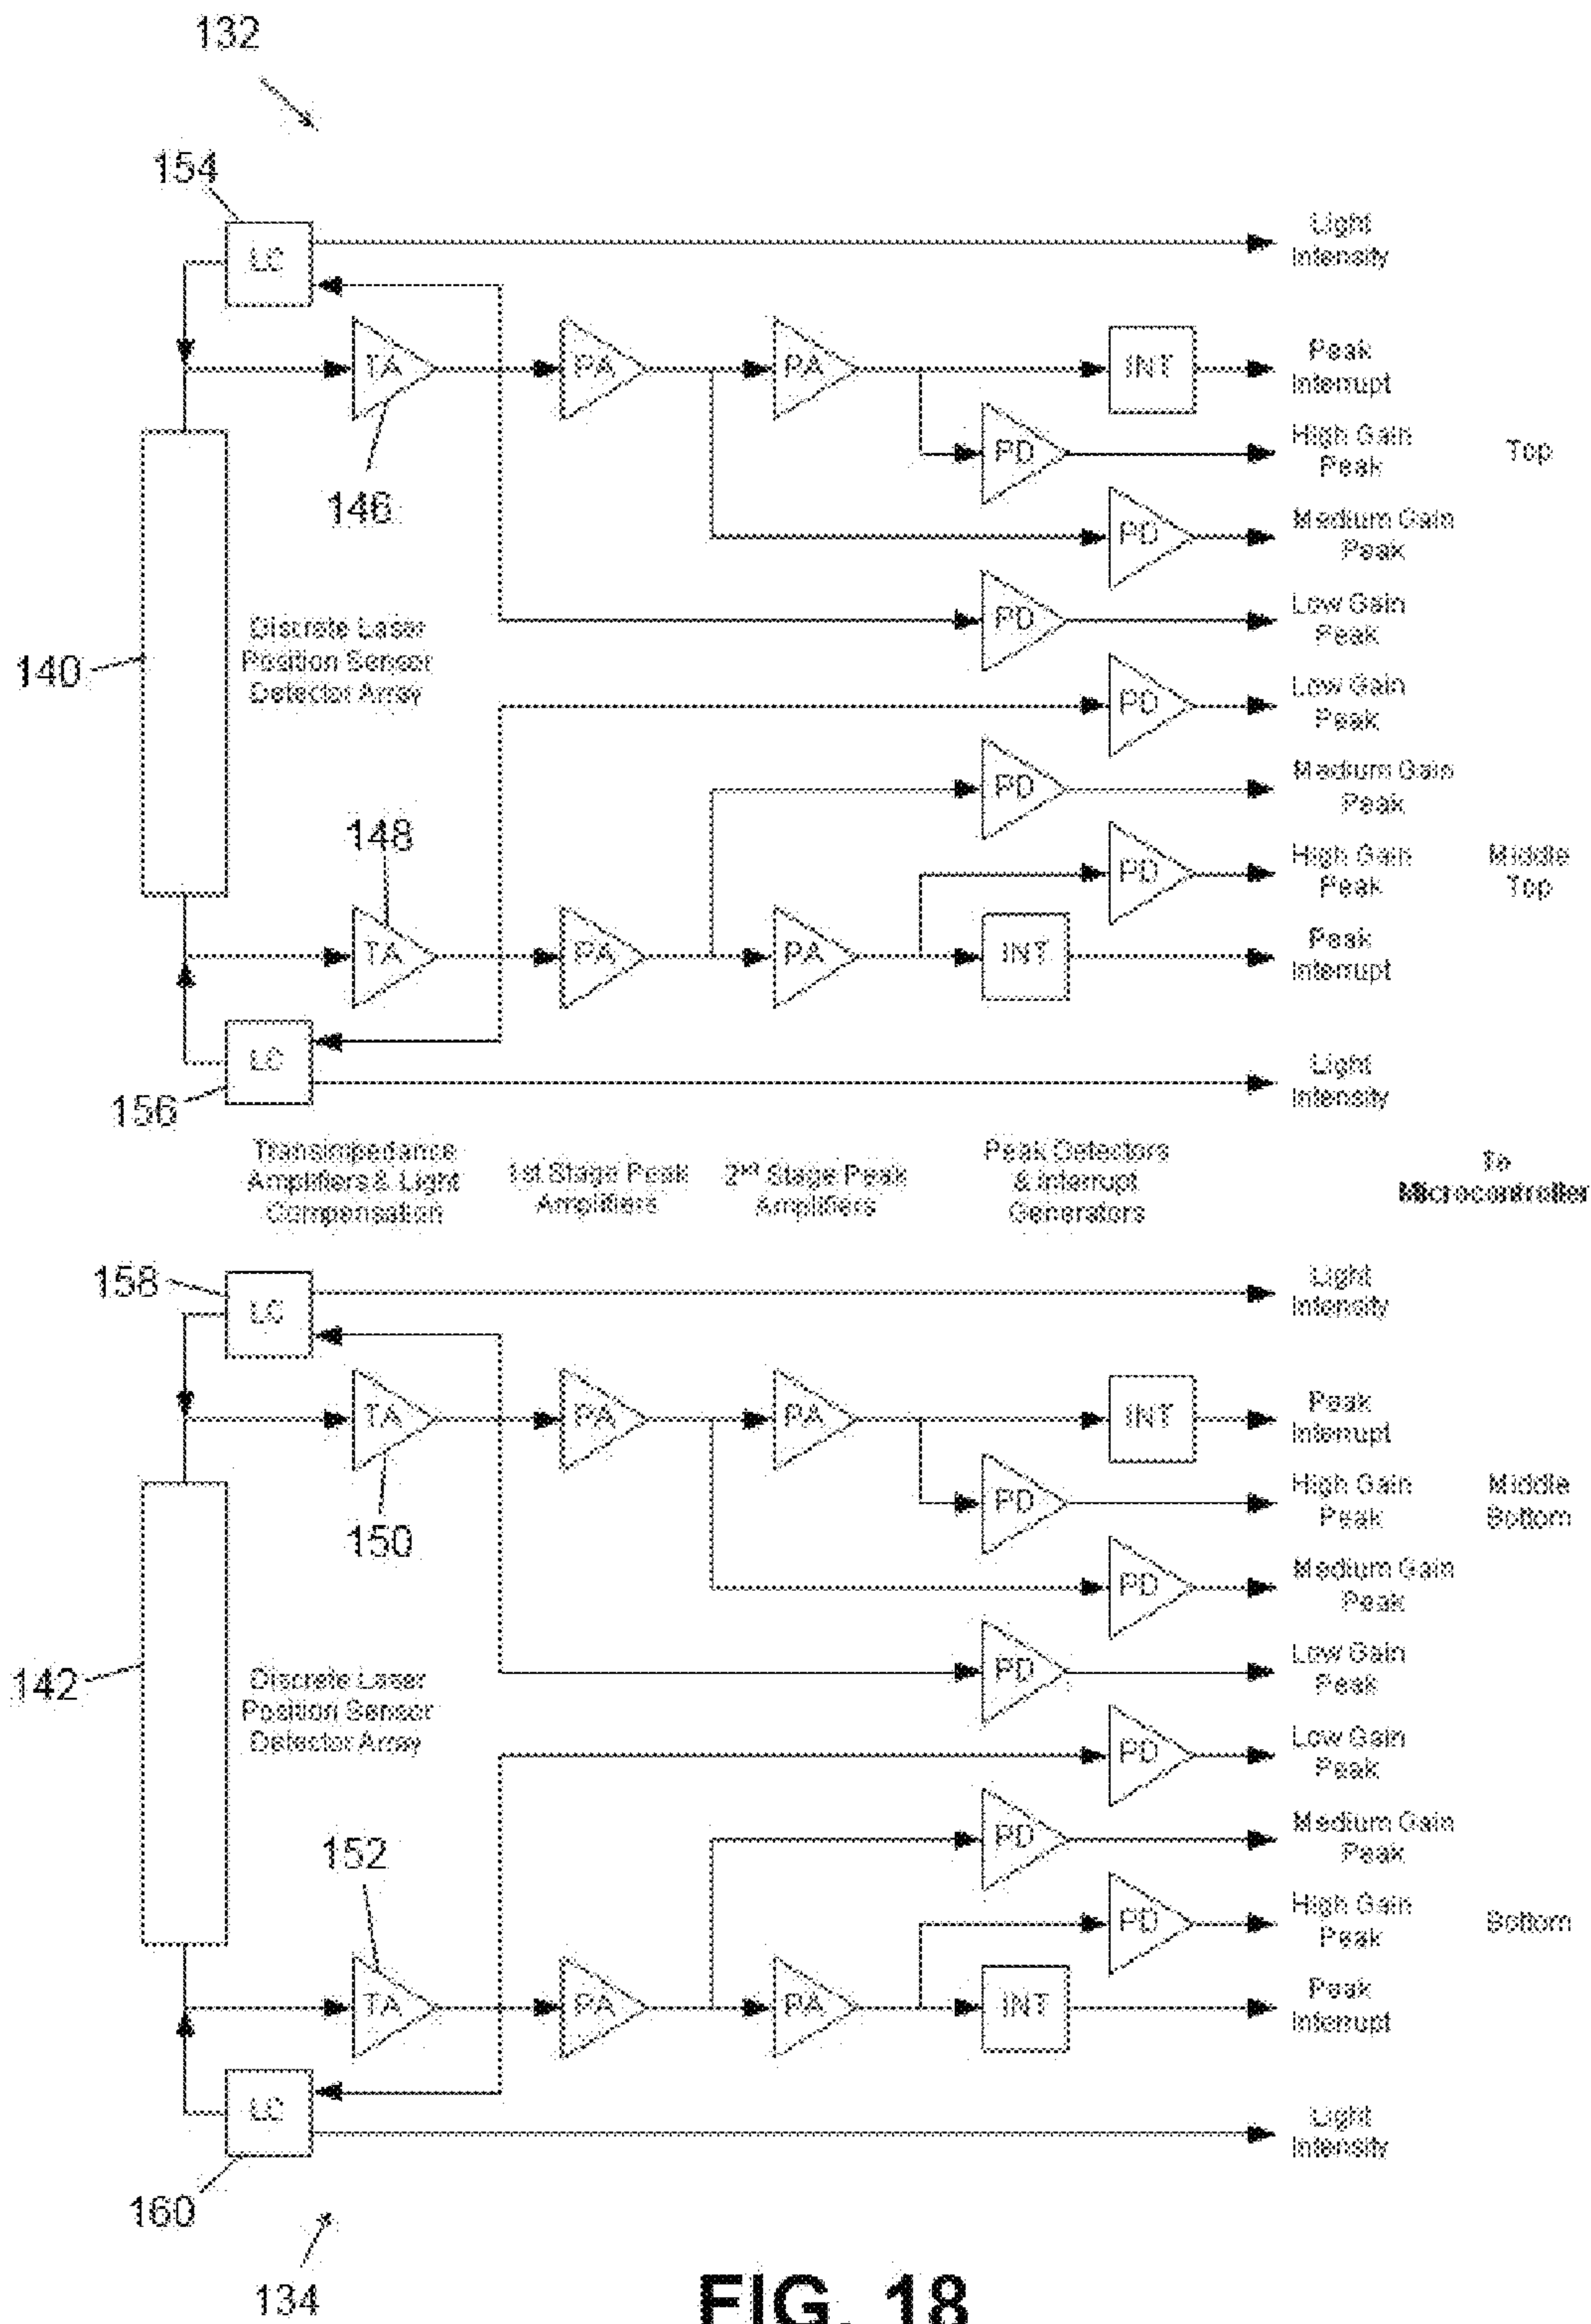 132
154
LC
Light
Intensity
TA
PA
PA
INT
Peak
Interrupt
146
PD
High Gain
Peak
Top
PD
Medium Gain
Peak
PD
Low Gain
Peak
140
Discrete Laser
Position Sensor
Detector Array
PD
Low Gain
Peak
PD
Medium Gain
Peak
148
PD
High Gain
Peak
Middle
Top
TA
PA
PA
INT
Peak
Interrupt
LC
156
Light
Intensity
Transimpedance
Amplifiers & Light
Compensation
1st Stage Peak
Amplifiers
2nd Stage Peak
Amplifiers
Peak Detectors
& Interrupt
Generators
To
Microcontroller
158
LC
Light
Intensity
TA
PA
PA
INT
Peak
Interrupt
150
PD
High Gain
Peak
Middle
Bottom
PD
Medium Gain
Peak
PD
Low Gain
Peak
142
Discrete Laser
Position Sensor
Detector Array
PD
Low Gain
Peak
PD
Medium Gain
Peak
152
PD
High Gain
Peak
Bottom
TA
PA
PA
INT
Peak
Interrupt
LC
160
Light
Intensity
134
FIG. 18